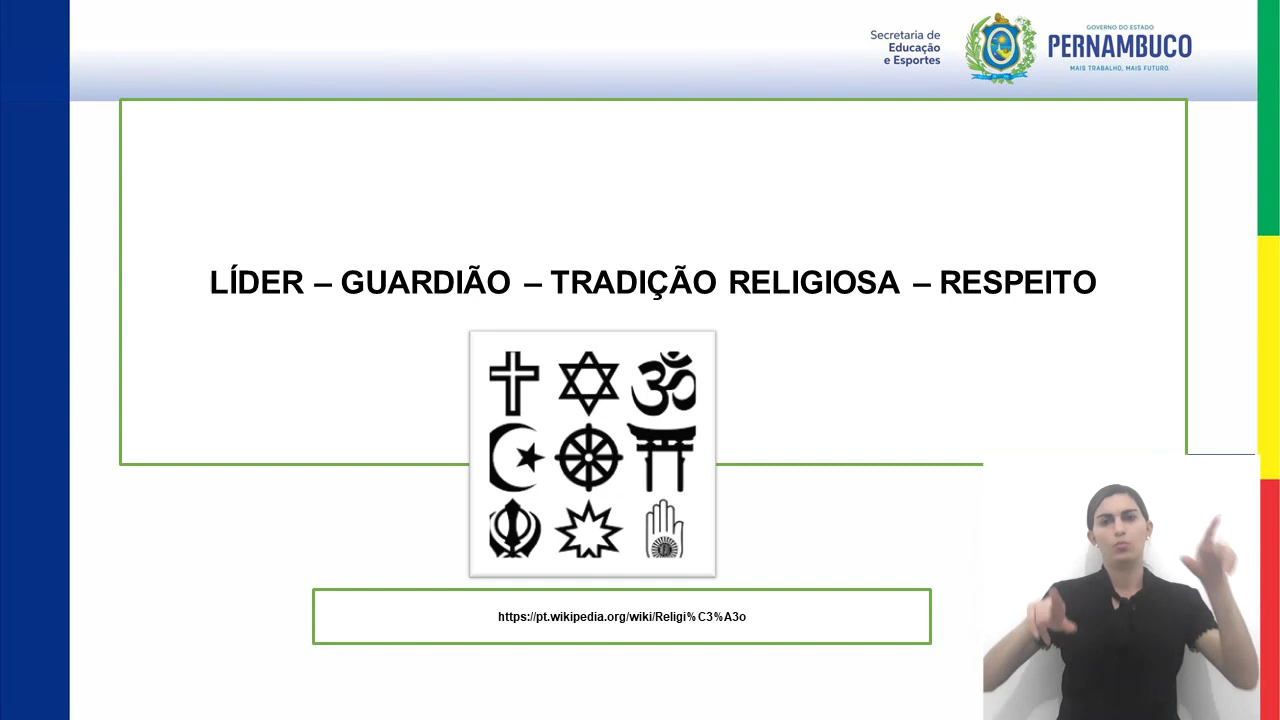 Secretaria de
Educação
e Esportes
GOVERNO DO ESTADO
PERNAMBUCO
MAIS TRABALHO, MAIS FUTURO.
LÍDER – GUARDIÃO – TRADIÇÃO RELIGIOSA – RESPEITO
https://pt.wikipedia.org/wiki/Religi%C3%A3o